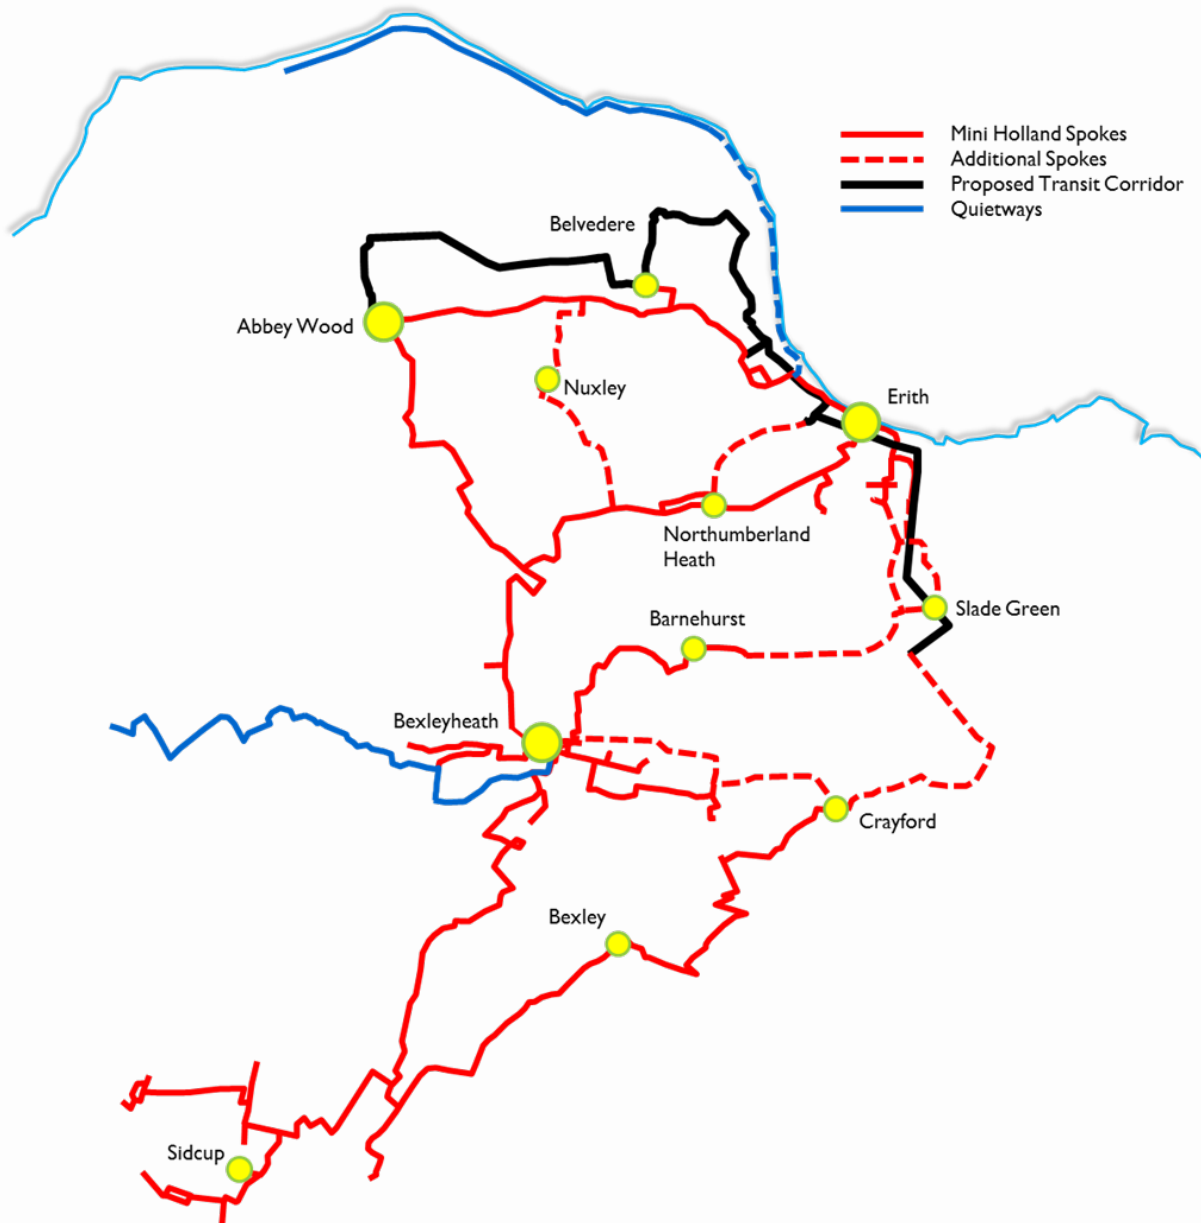 Mini Holland Spokes
Additional Spokes
Proposed Transit Corridor
Quietways
Belvedere
Abbey Wood
Nuxley
Erith
Northumberland
Heath
Slade Green
Barnehurst
Bexleyheath
Crayford
Bexley
Sidcup